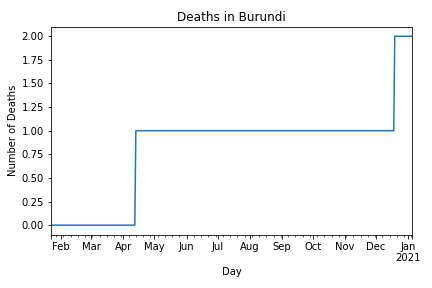 Deaths in Burundi
2.00
1.75
1.50
1.25
1.00
0.75
0.50
0.25
0.00
Number of Deaths
Feb Mar Apr May Jun Jul Aug Sep Oct Nov Dec Jan
2021
Day